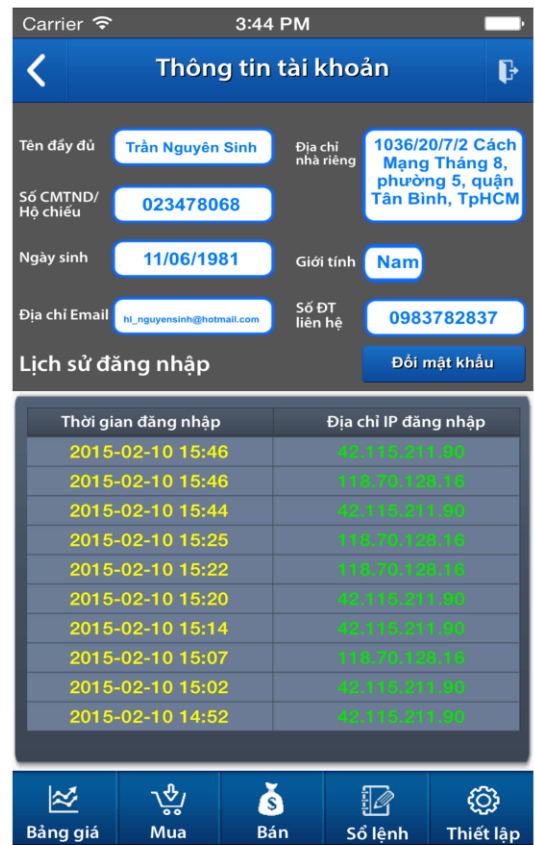 Carrier 3:44 PM
Thông tin tài khoản
Tên đầy đủ
Trần Nguyên Sinh
Địa chỉ
nhà riêng
1036/20/7/2 Cách
Mạng Tháng 8,
phường 5, quận
Tân Bình, TpHCM
Số CMTND/
Hộ chiếu
023478068
Ngày sinh
11/06/1981
Giới tính
Nam
Địa chỉ Email
hl_nguyensinh@hotmail.com
Số ĐT
liên hệ
0983782837
Lịch sử đăng nhập
Đổi mật khẩu
Thời gian đăng nhập Địa chỉ IP đăng nhập
2015-02-10 15:46 42.115.211.90
2015-02-10 15:46 118.70.128.16
2015-02-10 15:44 42.115.211.90
2015-02-10 15:25 118.70.128.16
2015-02-10 15:22 118.70.128.16
2015-02-10 15:20 42.115.211.90
2015-02-10 15:14 42.115.211.90
2015-02-10 15:07 118.70.128.16
2015-02-10 15:02 42.115.211.90
2015-02-10 14:52 42.115.211.90
Bảng giá Mua Bán Sổ lệnh Thiết lập